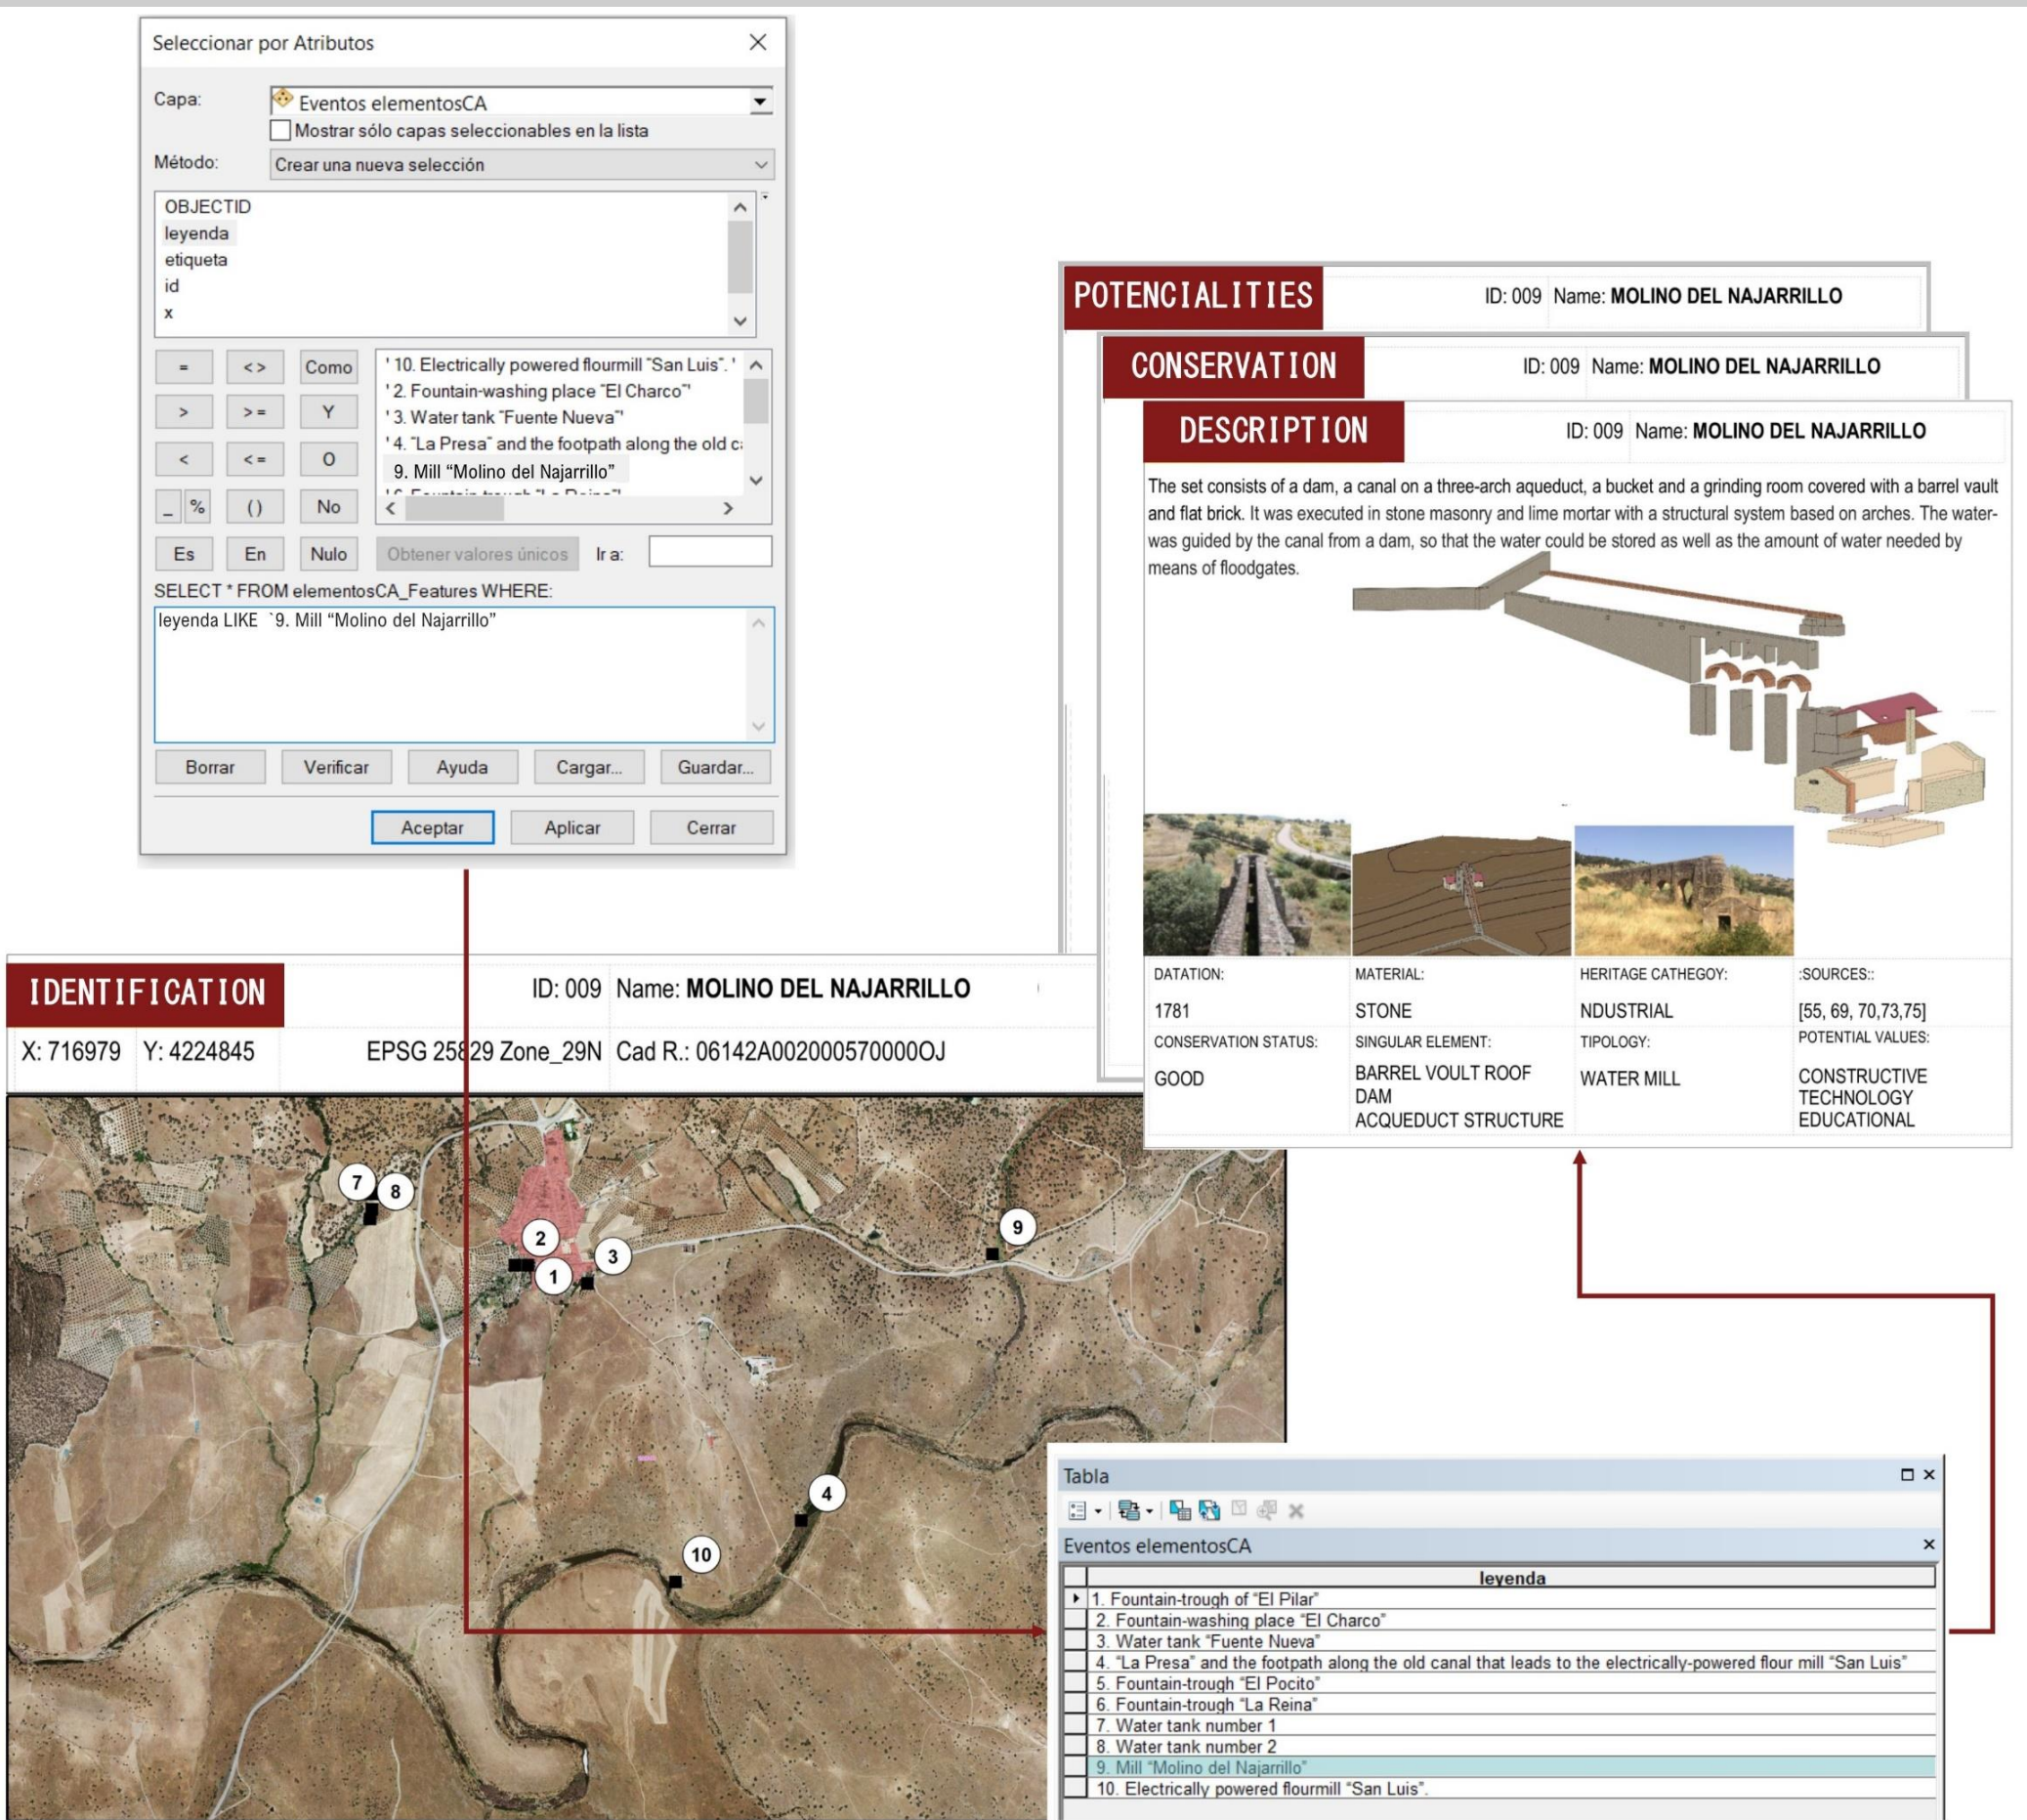 Seleccionar por Atributos
Capa: Eventos elementosCA
Mostrar sólo capas seleccionables en la lista
Método: Crear una nueva selección
OBJECTID
leyenda
etiqueta
id
x
= <> Como
> >= Y
< <= O
_ % () No
Es En Nulo
' 10. Electrically powered flourmill "San Luis". '
' 2. Fountain-washing place "El Charco"'
' 3. Water tank "Fuente Nueva"'
' 4. "La Presa" and the footpath along the old c
9. Mill “Molino del Najarrillo”
Obtener valores únicos Ir a:
SELECT * FROM elementosCA_Features WHERE:
leyenda LIKE `9. Mill “Molino del Najarrillo”
Borrar Verificar Ayuda Cargar... Guardar...
Aceptar Aplicar Cerrar
POTENCIALITIES ID: 009 Name: MOLINO DEL NAJARRILLO
CONSERVATION ID: 009 Name: MOLINO DEL NAJARRILLO
DESCRIPTION ID: 009 Name: MOLINO DEL NAJARRILLO
The set consists of a dam, a canal on a three-arch aqueduct, a bucket and a grinding room covered with a barrel vault
and flat brick. It was executed in stone masonry and lime mortar with a structural system based on arches. The water-
was guided by the canal from a dam, so that the water could be stored as well as the amount of water needed by
means of floodgates.
DATATION: MATERIAL: HERITAGE CATHEGOY: :SOURCES::
1781 STONE NDUSTRIAL [55, 69, 70,73,75]
CONSERVATION STATUS: SINGULAR ELEMENT: TIPOLOGY: POTENTIAL VALUES:
GOOD BARREL VOULT ROOF WATER MILL CONSTRUCTIVE
DAM TECHNOLOGY
ACQUEDUCT STRUCTURE EDUCATIONAL
IDENTIFICATION ID: 009 Name: MOLINO DEL NAJARRILLO
X: 716979 Y: 4224845 EPSG 25829 Zone_29N Cad R.: 06142A002000570000OJ
7
8
2
9
3
1
4
10
Tabla
Eventos elementosCA
leyenda
1. Fountain-trough of “El Pilar”
2. Fountain-washing place “El Charco”
3. Water tank “Fuente Nueva”
4. “La Presa” and the footpath along the old canal that leads to the electrically-powered flour mill “San Luis”
5. Fountain-trough “El Pocito”
6. Fountain-trough “La Reina”
7. Water tank number 1
8. Water tank number 2
9. Mill “Molino del Najarrillo”
10. Electrically powered flourmill “San Luis”.